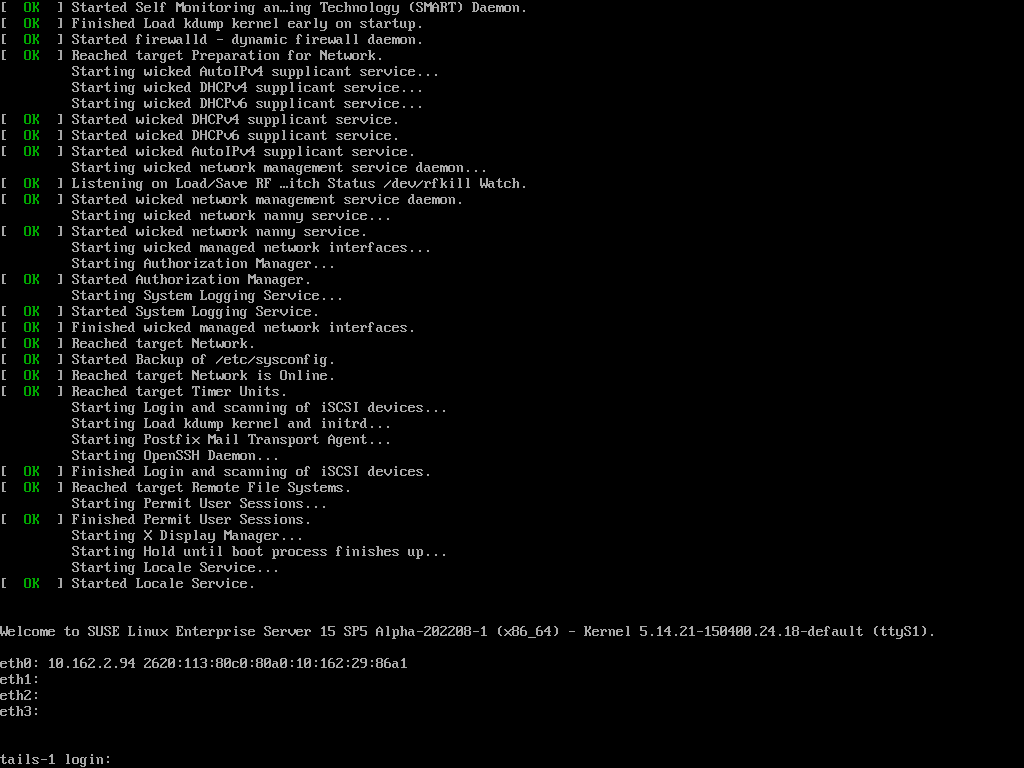 [  OK  ] Started Self Monitoring an…ing Technology (SMART) Daemon.
[  OK  ] Finished Load kdump kernel early on startup.
[  OK  ] Started firewalld - dynamic firewall daemon.
[  OK  ] Reached target Preparation for Network.
         Starting wicked AutoIPv4 supplicant service...
         Starting wicked DHCPv4 supplicant service...
         Starting wicked DHCPv6 supplicant service...
[  OK  ] Started wicked DHCPv4 supplicant service.
[  OK  ] Started wicked DHCPv6 supplicant service.
[  OK  ] Started wicked AutoIPv4 supplicant service.
         Starting wicked network management service daemon...
[  OK  ] Listening on Load/Save RF …itch Status /dev/rfkill Watch.
[  OK  ] Started wicked network management service daemon.
         Starting wicked network nanny service...
[  OK  ] Started wicked network nanny service.
         Starting wicked managed network interfaces...
         Starting Authorization Manager...
[  OK  ] Started Authorization Manager.
         Starting System Logging Service...
[  OK  ] Started System Logging Service.
[  OK  ] Finished wicked managed network interfaces.
[  OK  ] Reached target Network.
[  OK  ] Started Backup of /etc/sysconfig.
[  OK  ] Reached target Network is Online.
[  OK  ] Reached target Timer Units.
         Starting Login and scanning of iSCSI devices...
         Starting Load kdump kernel and initrd...
         Starting Postfix Mail Transport Agent...
         Starting OpenSSH Daemon...
[  OK  ] Finished Login and scanning of iSCSI devices.
[  OK  ] Reached target Remote File Systems.
         Starting Permit User Sessions...
[  OK  ] Finished Permit User Sessions.
         Starting X Display Manager...
         Starting Hold until boot process finishes up...
         Starting Locale Service...
[  OK  ] Started Locale Service.
Welcome to SUSE Linux Enterprise Server 15 SP5 Alpha-202208-1 (x86_64) - Kernel 5.14.21-150400.24.18-default (ttyS1).
eth0: 10.162.2.94 2620:113:80c0:80a0:10:162:29:86a1
eth1:
eth2:
eth3:
tails-1 login: